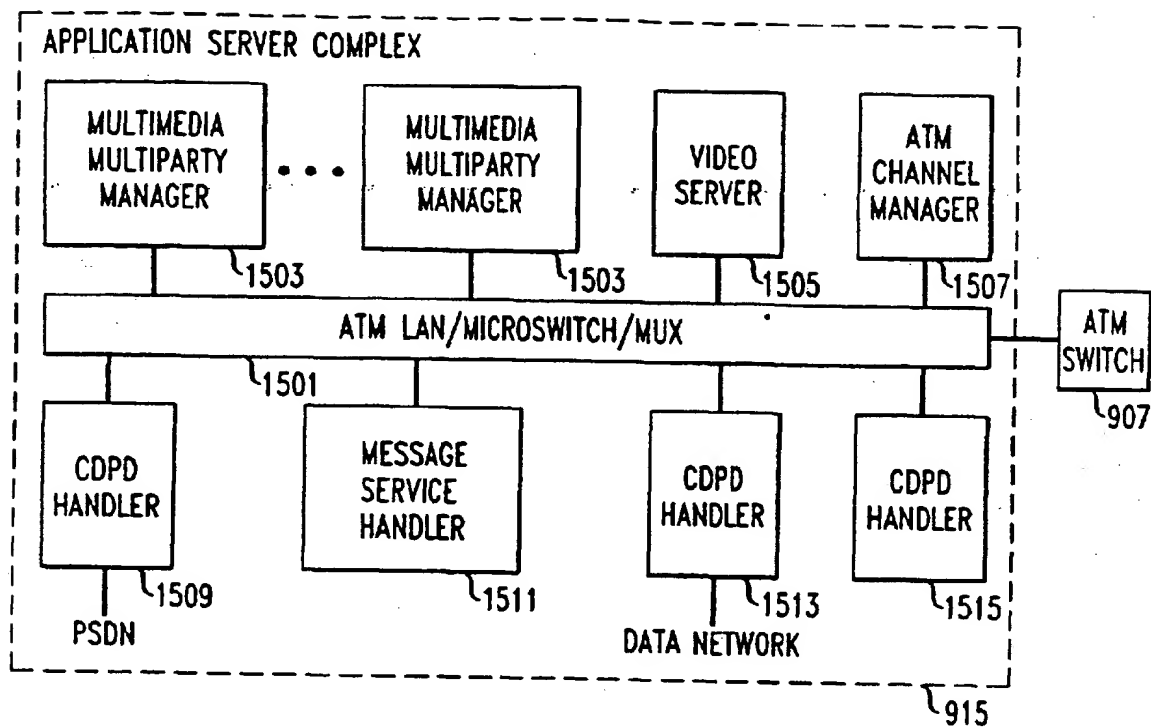 APPLICATION SERVER COMPLEX
MULTIMEDIA
MULTIPARTY
MANAGER
1503
MULTIMEDIA
MULTIPARTY
MANAGER
1503
VIDEO
SERVER
1505
ATM
CHANNEL
MANAGER
1507
ATM LAN/MICROSWITCH/MUX
1501
ATM
SWITCH
907
CDPD
HANDLER
1509
PSDN
MESSAGE
SERVICE
HANDLER
1511
CDPD
HANDLER
1513
DATA NETWORK
CDPD
HANDLER
1515
915